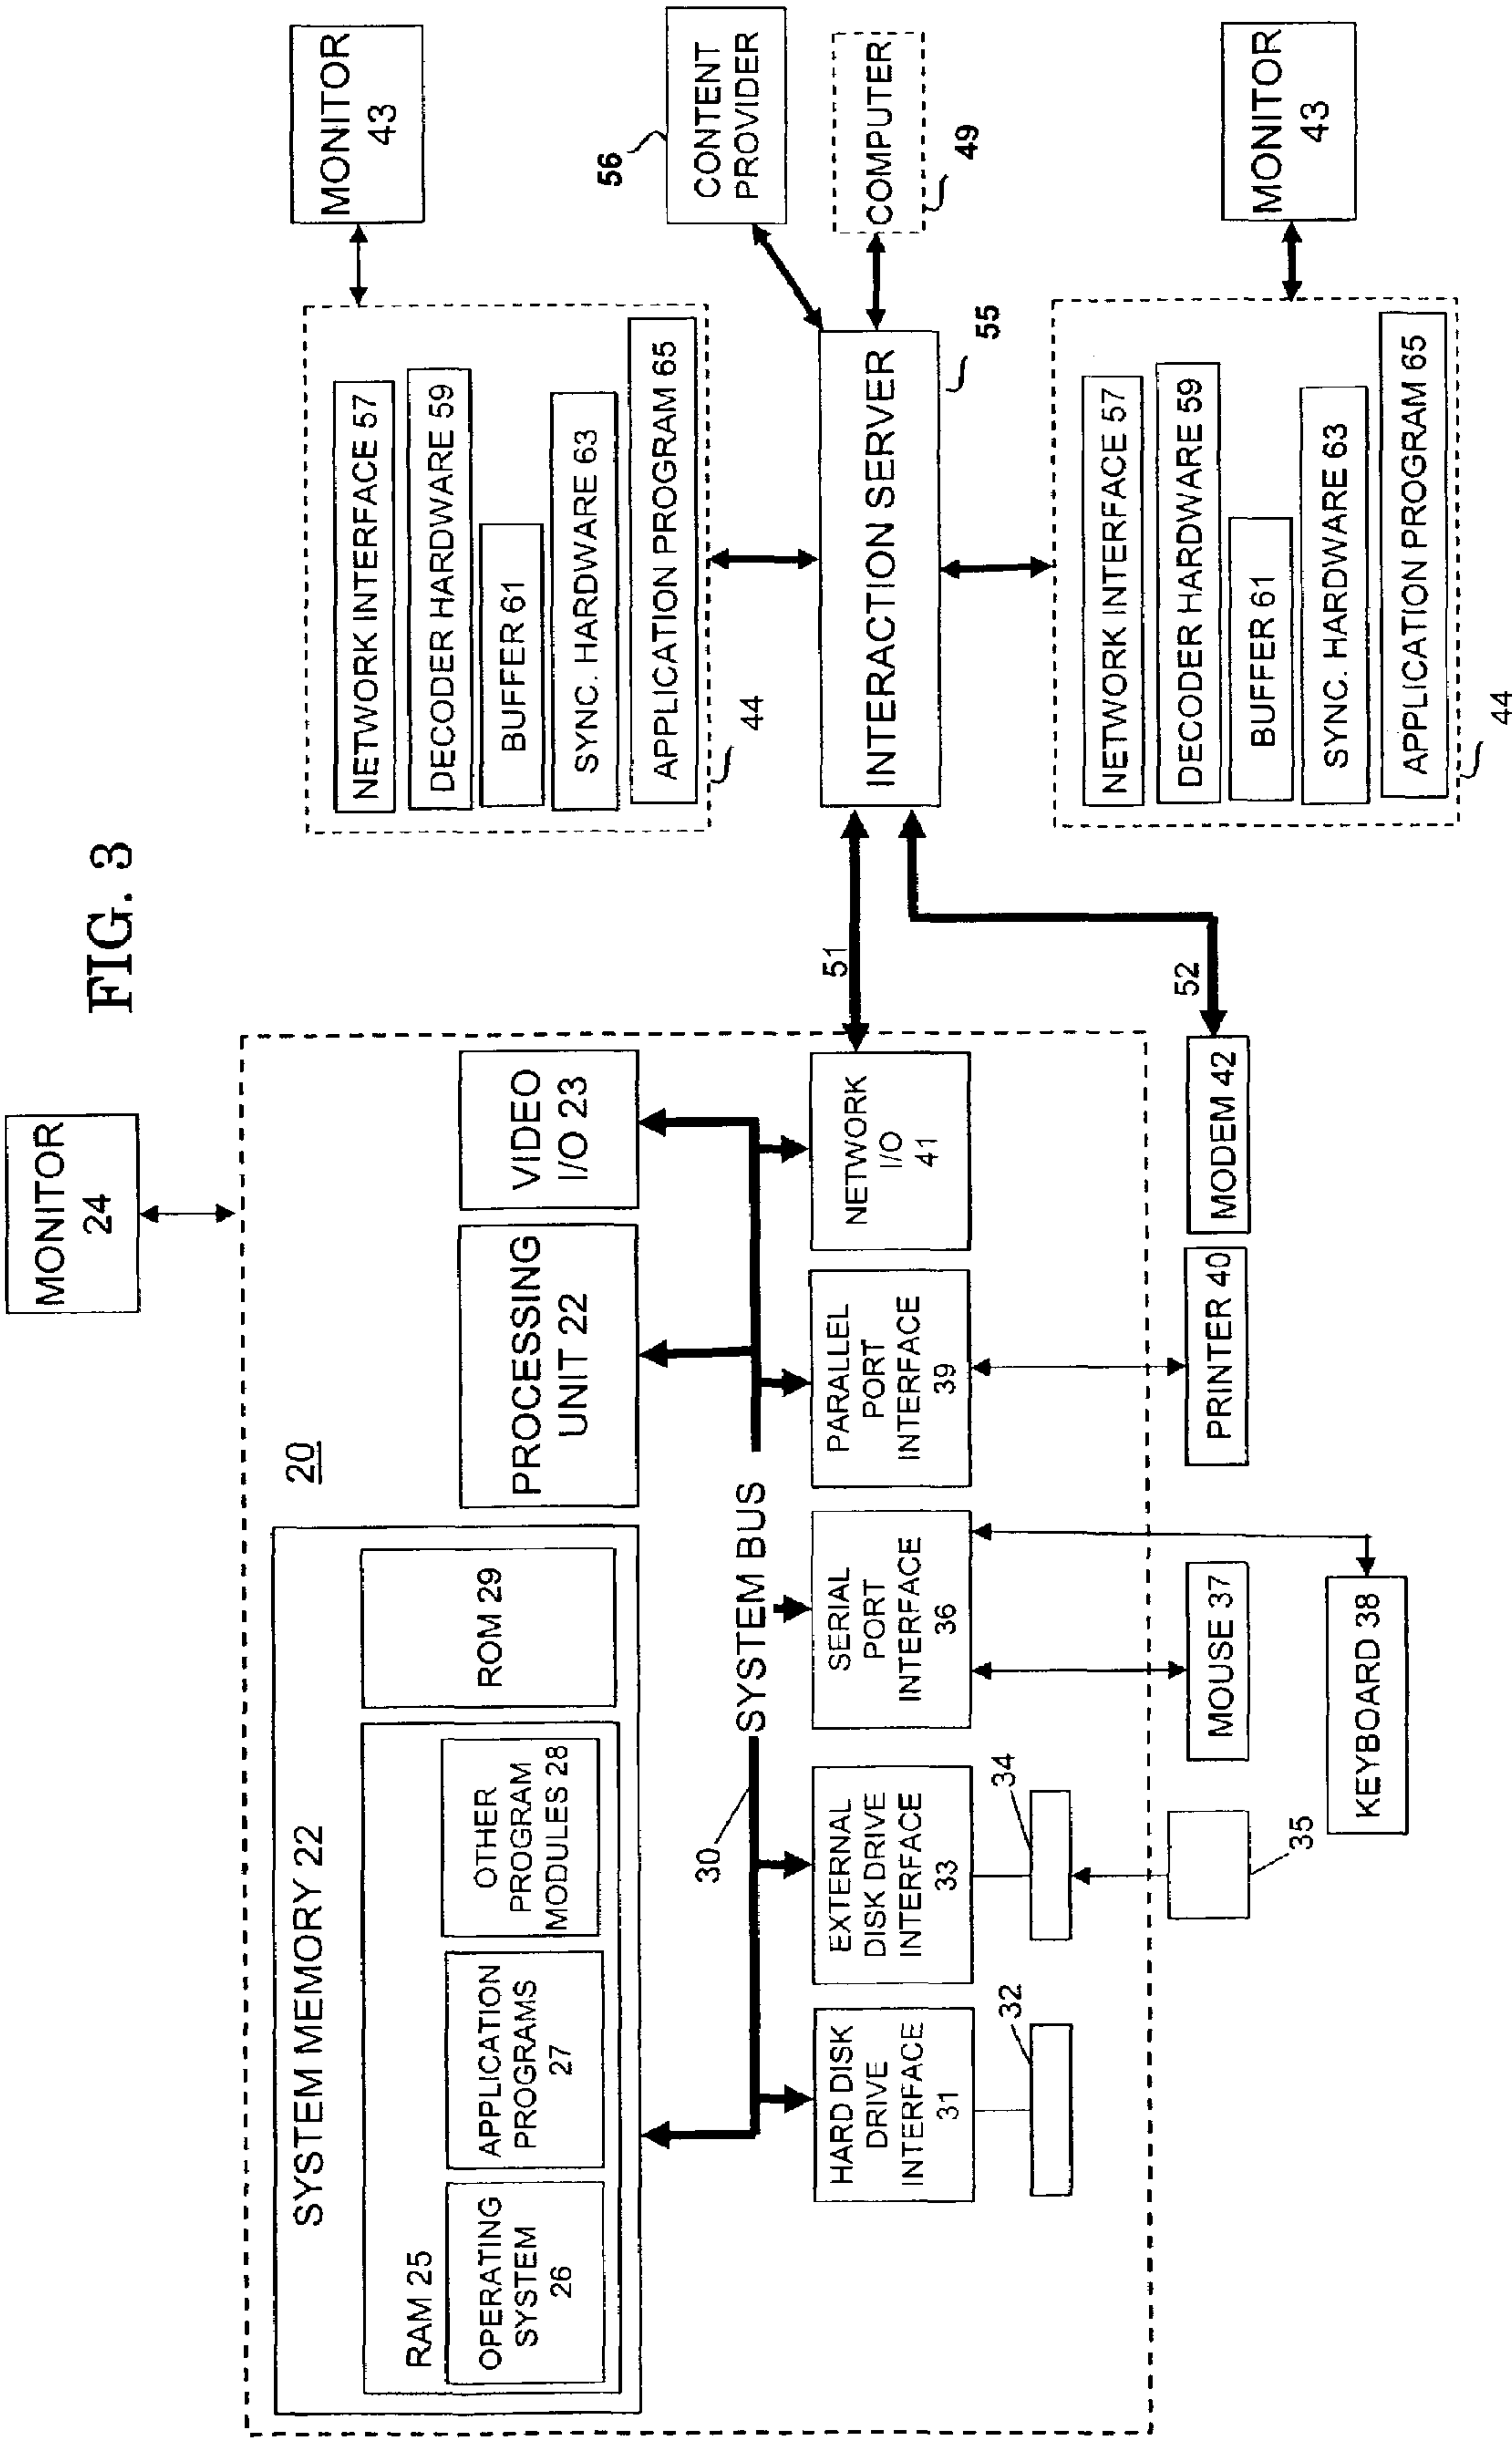 FIG. 3
MONITOR
24
20
SYSTEM MEMORY 22
RAM 25
OPERATING
SYSTEM
26
APPLICATION
PROGRAMS
27
OTHER
PROGRAM
MODULES 28
ROM 29
PROCESSING
UNIT 22
VIDEO
I/O 23
30
SYSTEM BUS
HARD DISK
DRIVE
INTERFACE
31
32
EXTERNAL
DISK DRIVE
INTERFACE
33
34
35
SERIAL
PORT
INTERFACE
36
PARALLEL
PORT
INTERFACE
39
NETWORK
I/O
41
MOUSE 37
KEYBOARD 38
PRINTER 40
MODEM 42
51
52
MONITOR
43
NETWORK INTERFACE 57
DECODER HARDWARE 59
BUFFER 61
SYNC. HARDWARE 63
APPLICATION PROGRAM 65
44
56
CONTENT
PROVIDER
COMPUTER
49
INTERACTION SERVER
55
MONITOR
43
NETWORK INTERFACE 57
DECODER HARDWARE 59
BUFFER 61
SYNC. HARDWARE 63
APPLICATION PROGRAM 65
44